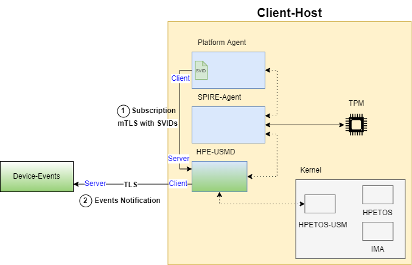 Client-Host
Platform Agent
SVID
Client
SPIRE-Agent
TPM
1 Subscription
mTLS with SVIDs
HPE-USMD
Server
Kernel
Device-Events
Server
TLS
Client
2 Events Notification
HPETOS-USM
HPETOS
IMA